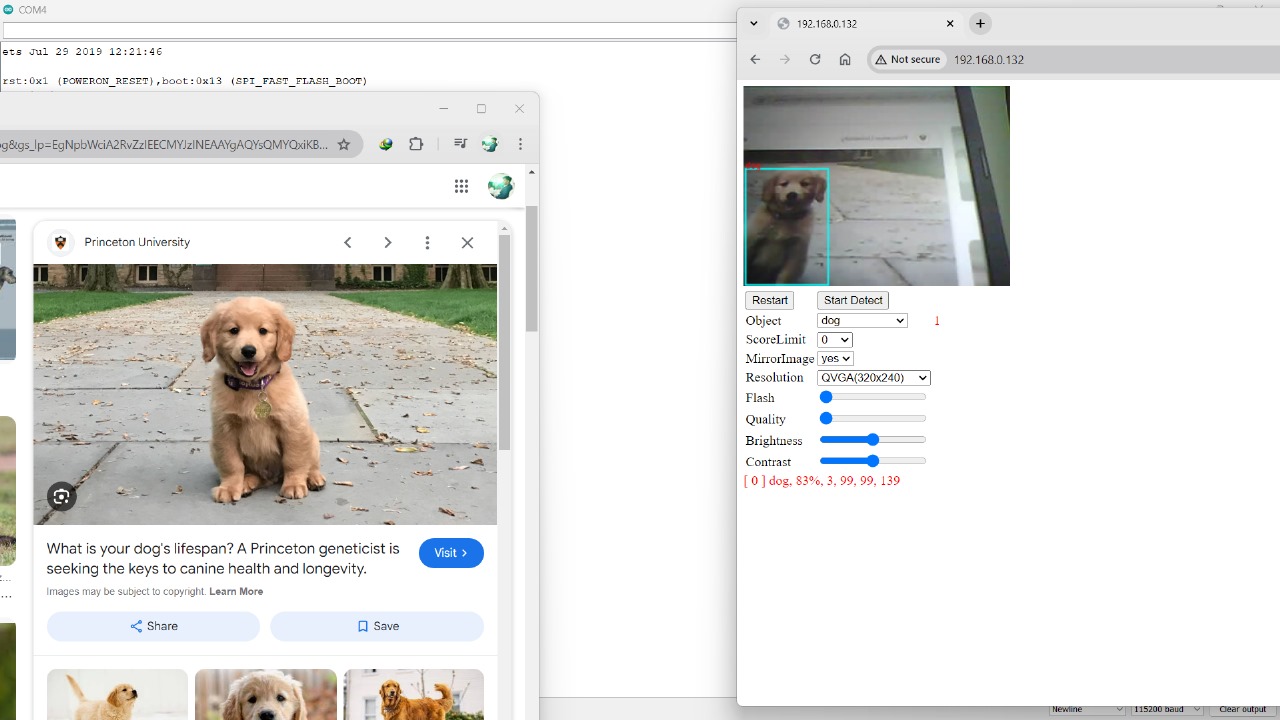 COM4
ets Jul 29 2019 12:21:46
rst:0x1 (POWERON_RESET),boot:0x13 (SPI_FAST_FLASH_BOOT)
Princeton University
What is your dog's lifespan? A Princeton geneticist is
seeking the keys to canine health and longevity.
Visit
Images may be subject to copyright. Learn More
Share
Save
192.168.0.132
Not secure
192.168.0.132
dog
Restart
Start Detect
Object
dog
1
ScoreLimit
0
MirrorImage
yes
Resolution
QVGA(320x240)
Flash
Quality
Brightness
Contrast
[ 0 ] dog, 83%, 3, 99, 99, 139
Newline
115200 baud
Clear output